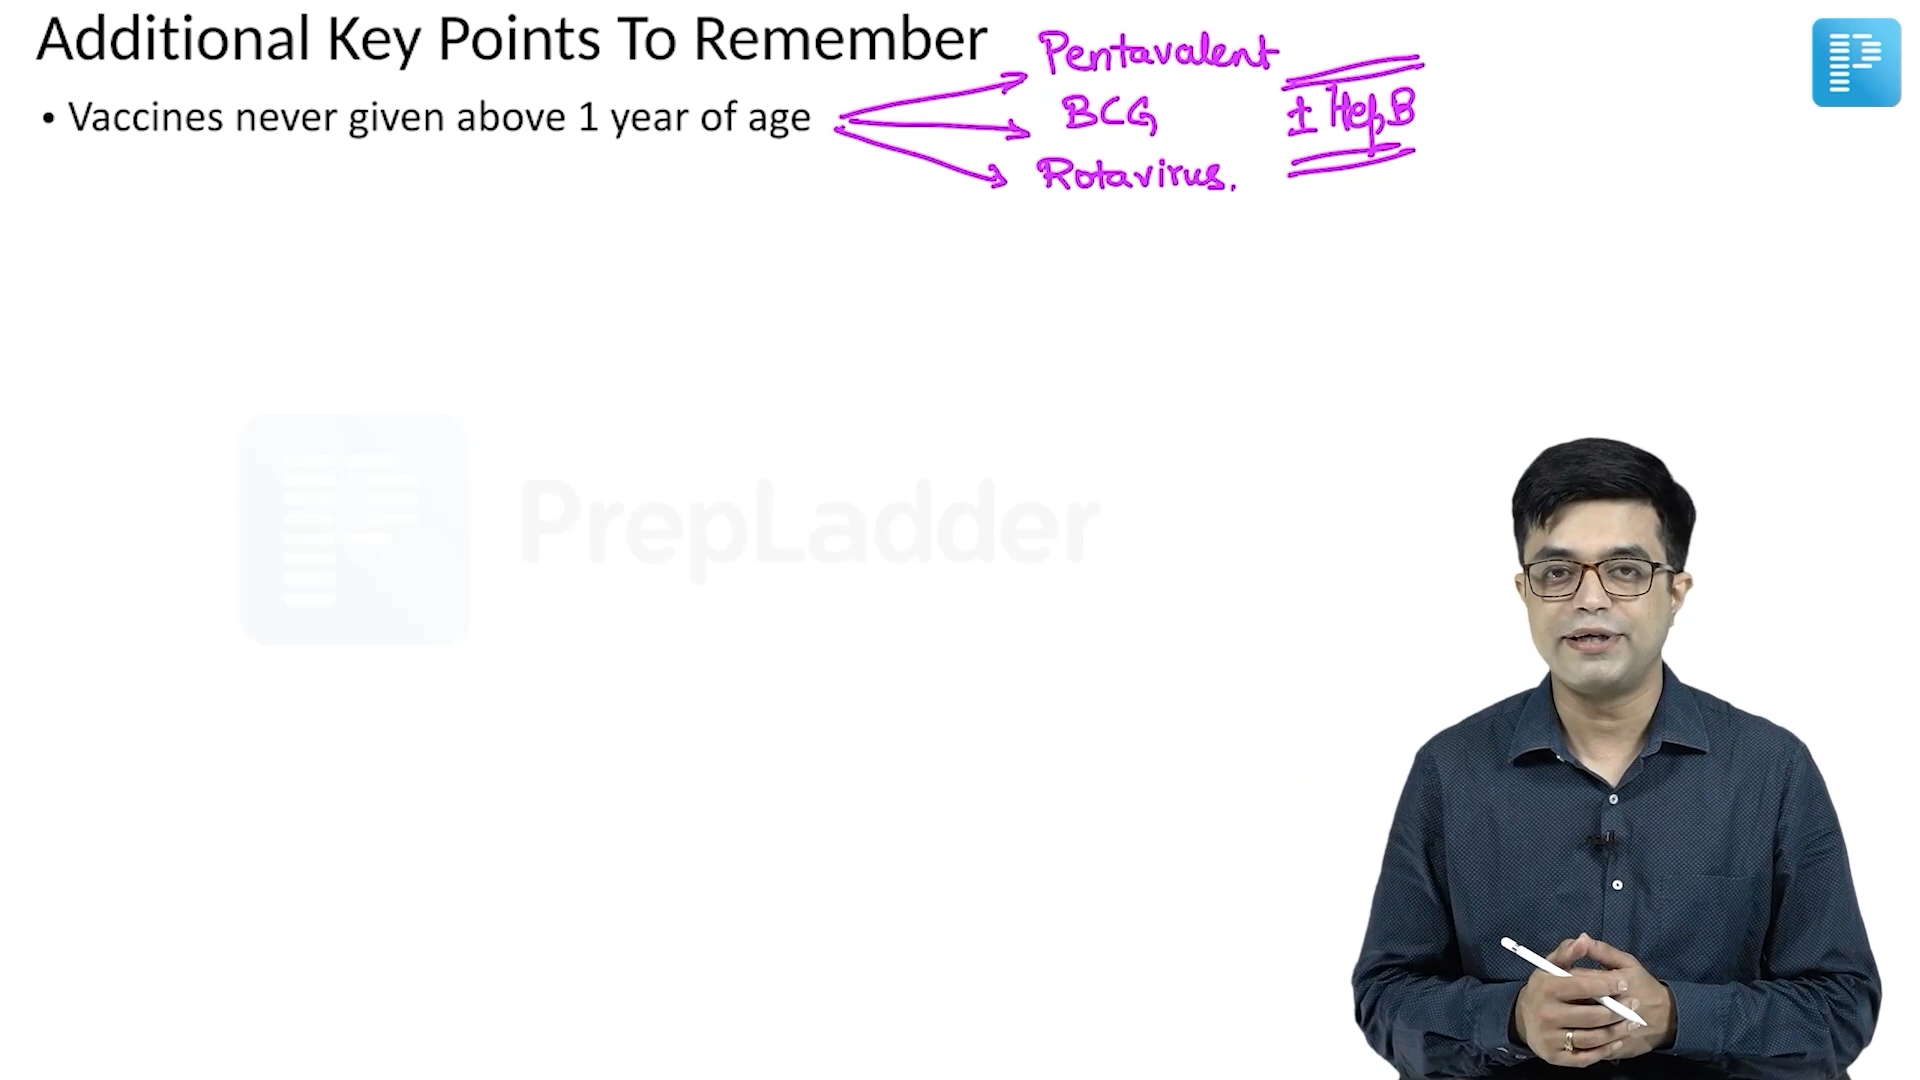 Additional Key Points To Remember
• Vaccines never given above 1 year of age
Pentavalent
BCG
± HepB
Rotavirus.
PrepLadder